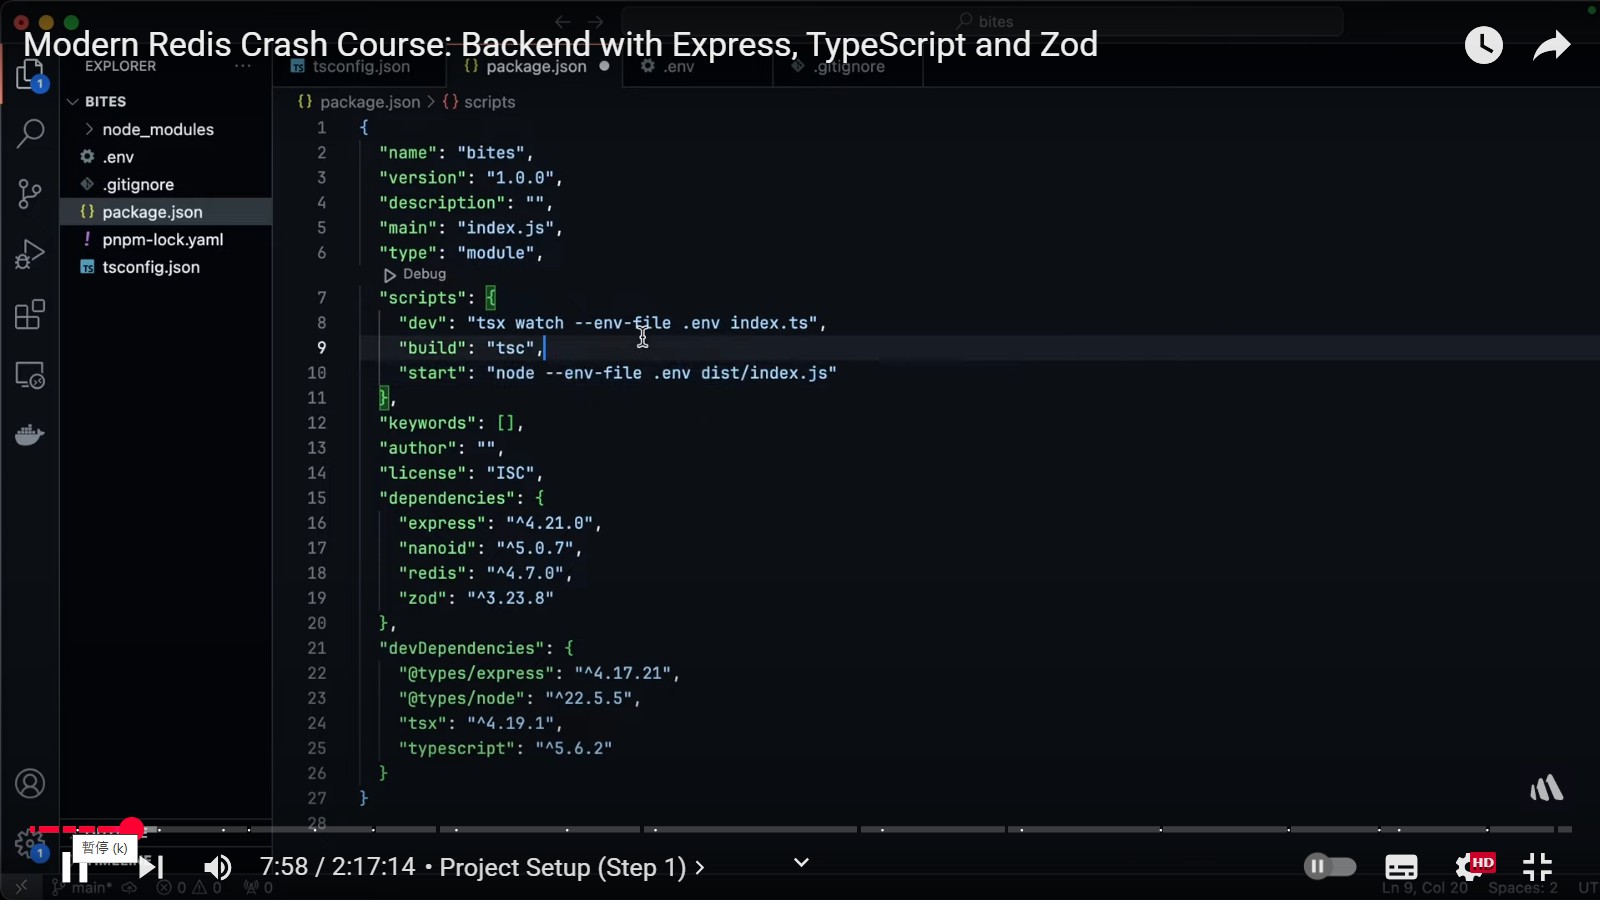 bites
Modern Redis Crash Course: Backend with Express, TypeScript and Zod
EXPLORER ···
tsconfig.json
{} package.json ●
.env
.gitignore
1
BITES
node_modules
.env
.gitignore
{} package.json
! pnpm-lock.yaml
TS tsconfig.json
{} package.json > {} scripts
1 {
2 "name": "bites",
3 "version": "1.0.0",
4 "description": "",
5 "main": "index.js",
6 "type": "module",
Debug
7 "scripts": {
8 "dev": "tsx watch --env-file .env index.ts",
9 "build": "tsc",
10 "start": "node --env-file .env dist/index.js"
11 },
12 "keywords": [],
13 "author": "",
14 "license": "ISC",
15 "dependencies": {
16 "express": "^4.21.0",
17 "nanoid": "^5.0.7",
18 "redis": "^4.7.0",
19 "zod": "^3.23.8"
20 },
21 "devDependencies": {
22 "@types/express": "^4.17.21",
23 "@types/node": "^22.5.5",
24 "tsx": "^4.19.1",
25 "typescript": "^5.6.2"
26 }
27 }
28
暂停 (k)
1
7:58 / 2:17:14 • Project Setup (Step 1) >
HD
main* 0 0 0
Ln 9, Col 20 Spaces: 2 UT